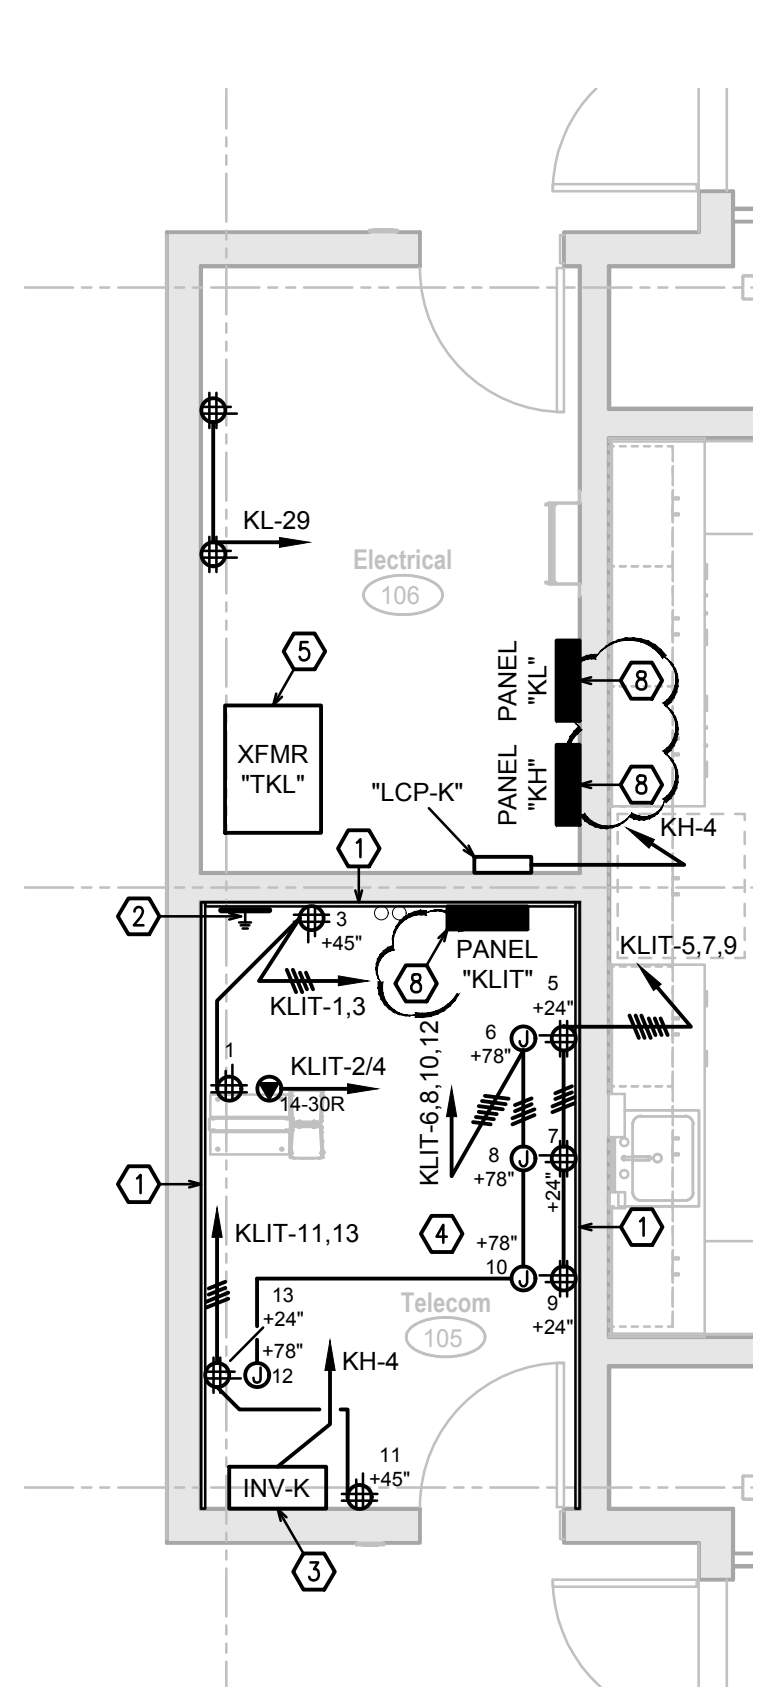 KL-29
Electrical
106
5
XFMR
"TKL"
PANEL
"KL"
8
PANEL
"KH"
8
"LCP-K"
KH-4
1
2
3
+45"
PANEL
"KLIT"
8
KLIT-1,3
KLIT-5,7,9
5
+24"
6
+78"
J
1
KLIT-2/4
14-30R
KLIT-6,8,10,12
8
+78"
J
7
+24"
1
KLIT-11,13
4
1
+78"
10
J
9
+24"
13
+24"
+78"
J
12
Telecom
105
KH-4
11
+45"
INV-K
3